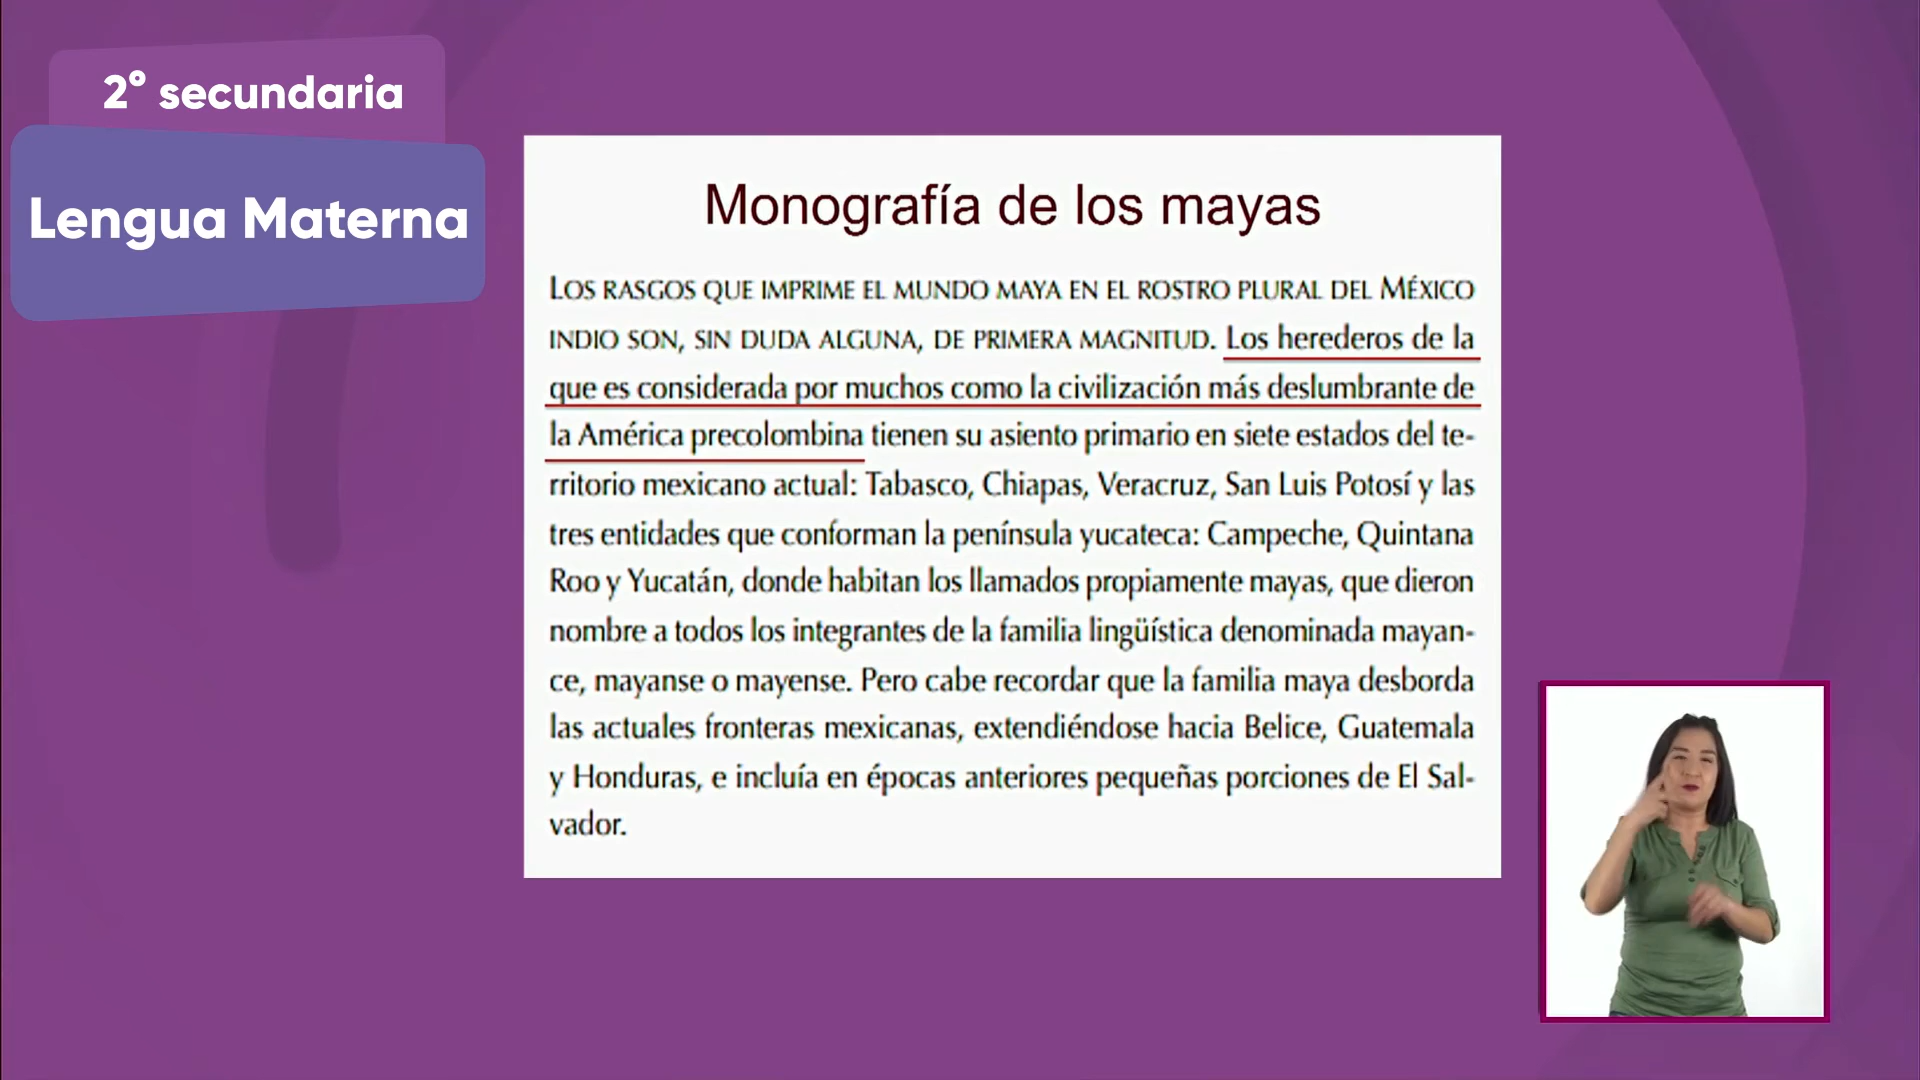 2° secundaria
Lengua Materna
Monografía de los mayas
LOS RASGOS QUE IMPRIME EL MUNDO MAYA EN EL ROSTRO PLURAL DEL MÉXICO
INDIO SON, SIN DUDA ALGUNA, DE PRIMERA MAGNITUD. Los herederos de la
que es considerada por muchos como la civilización más deslumbrante de
la América precolombina tienen su asiento primario en siete estados del te-
rritorio mexicano actual: Tabasco, Chiapas, Veracruz, San Luis Potosí y las
tres entidades que conforman la península yucateca: Campeche, Quintana
Roo y Yucatán, donde habitan los llamados propiamente mayas, que dieron
nombre a todos los integrantes de la familia lingüística denominada mayan-
ce, mayanse o mayense. Pero cabe recordar que la familia maya desborda
las actuales fronteras mexicanas, extendiéndose hacia Belice, Guatemala
y Honduras, e incluía en épocas anteriores pequeñas porciones de El Sal-
vador.